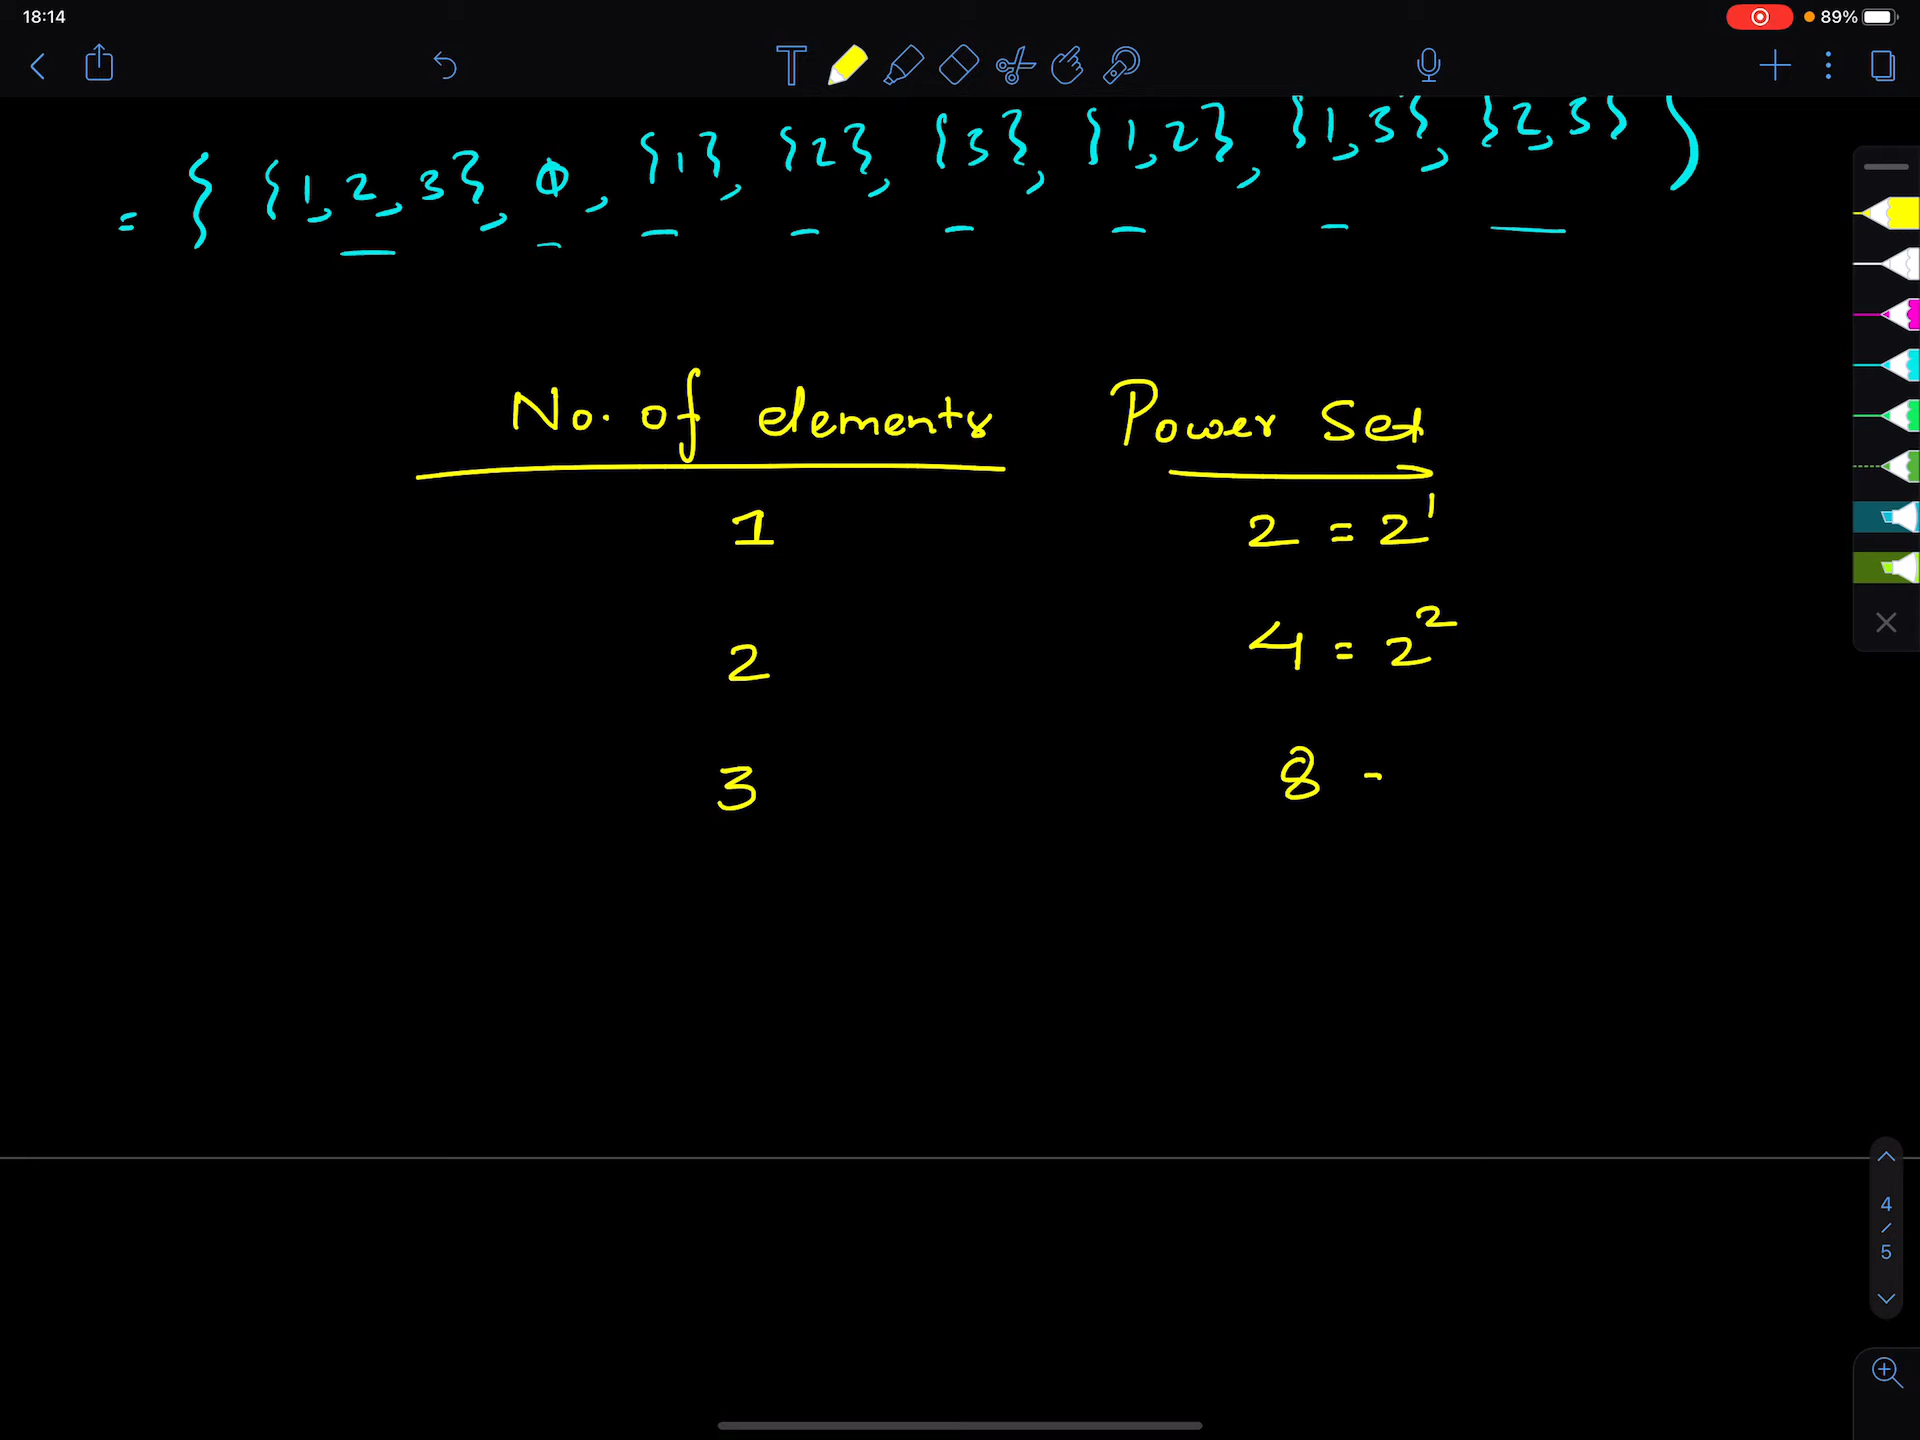 18:14
89%
= { {1,2,3}, φ, {1}, {2}, {3}, {1,2}, {1,3}, {2,3} )
No. of elements Power Set
1 2 = 2¹
2 4 = 2²
3 8 -
4
/
5